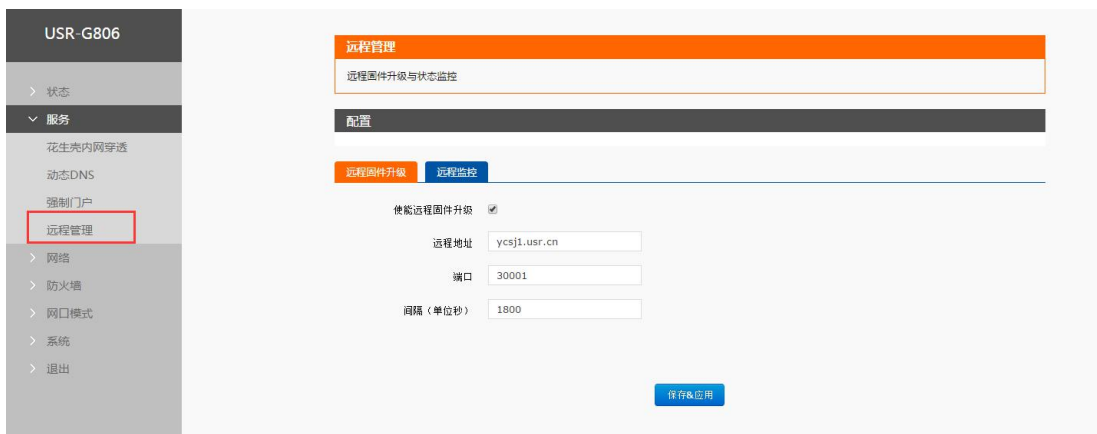 USR-G806
状态
服务
花生壳内网穿透
动态DNS
强制门户
远程管理
网络
防火墙
网口模式
系统
退出
远程管理
远程固件升级与状态监控
配置
远程固件升级 远程监控
使能远程固件升级
远程地址 ycsj1.usr.cn
端口 30001
间隔（单位秒） 1800
保存&应用